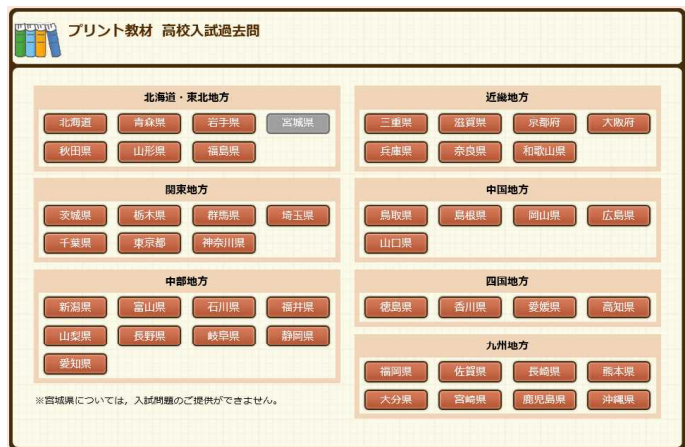 プリント教材 高校入試過去問
北海道・東北地方
北海道 青森県 岩手県 宮城県
秋田県 山形県 福島県
関東地方
茨城県 栃木県 群馬県 埼玉県
千葉県 東京都 神奈川県
中部地方
新潟県 富山県 石川県 福井県
山梨県 長野県 岐阜県 静岡県
愛知県
※宮城県については，入試問題のご提供ができません。
近畿地方
三重県 滋賀県 京都府 大阪府
兵庫県 奈良県 和歌山県
中国地方
鳥取県 島根県 岡山県 広島県
山口県
四国地方
徳島県 香川県 愛媛県 高知県
九州地方
福岡県 佐賀県 長崎県 熊本県
大分県 宮崎県 鹿児島県 沖縄県